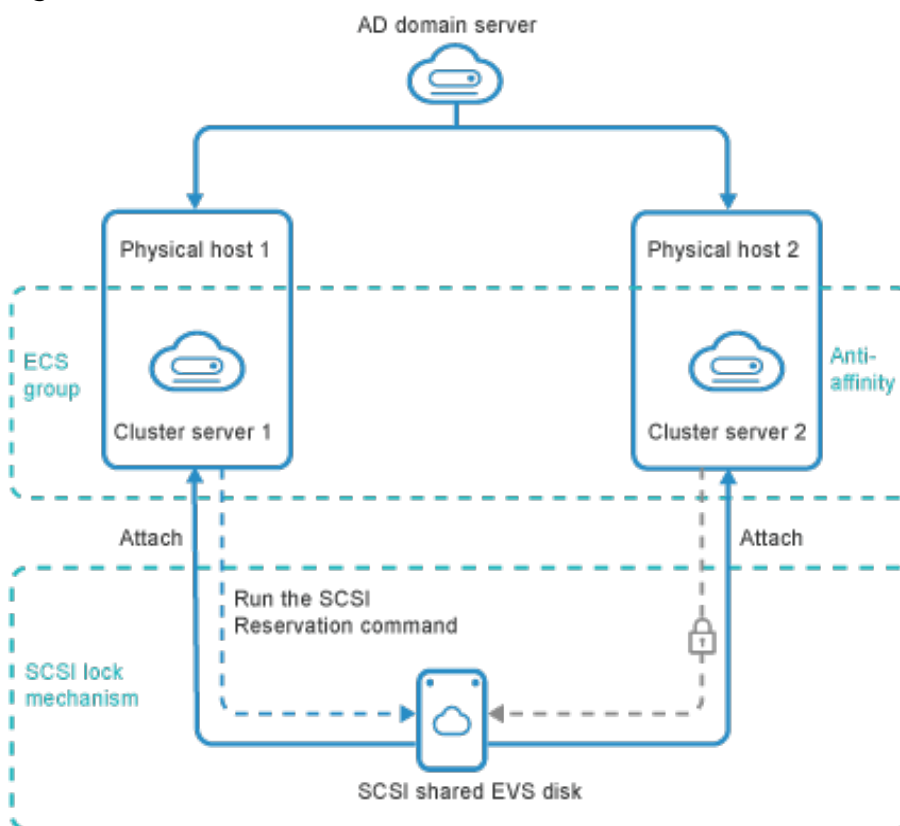 AD domain server
Physical host 1
Physical host 2
ECS
group
Anti-
affinity
Cluster server 1
Cluster server 2
Attach
Attach
Run the SCSI
Reservation command
SCSI lock
mechanism
SCSI shared EVS disk